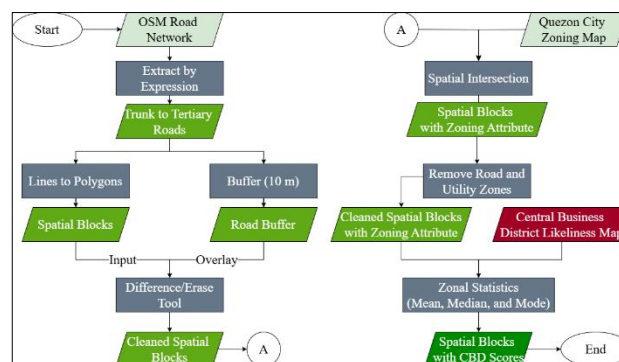 Start
OSM Road
Network
Extract by
Expression
Trunk to Tertiary
Roads
Lines to Polygons
Buffer (10 m)
Spatial Blocks
Road Buffer
Input
Overlay
Difference/Erase
Tool
Cleaned Spatial
Blocks
A
A
Quezon City
Zoning Map
Spatial Intersection
Spatial Blocks
with Zoning Attribute
Remove Road and
Utility Zones
Cleaned Spatial Blocks
with Zoning Attribute
Central Business
District Likeliness Map
Zonal Statistics
(Mean, Median, and Mode)
Spatial Blocks
with CBD Scores
End